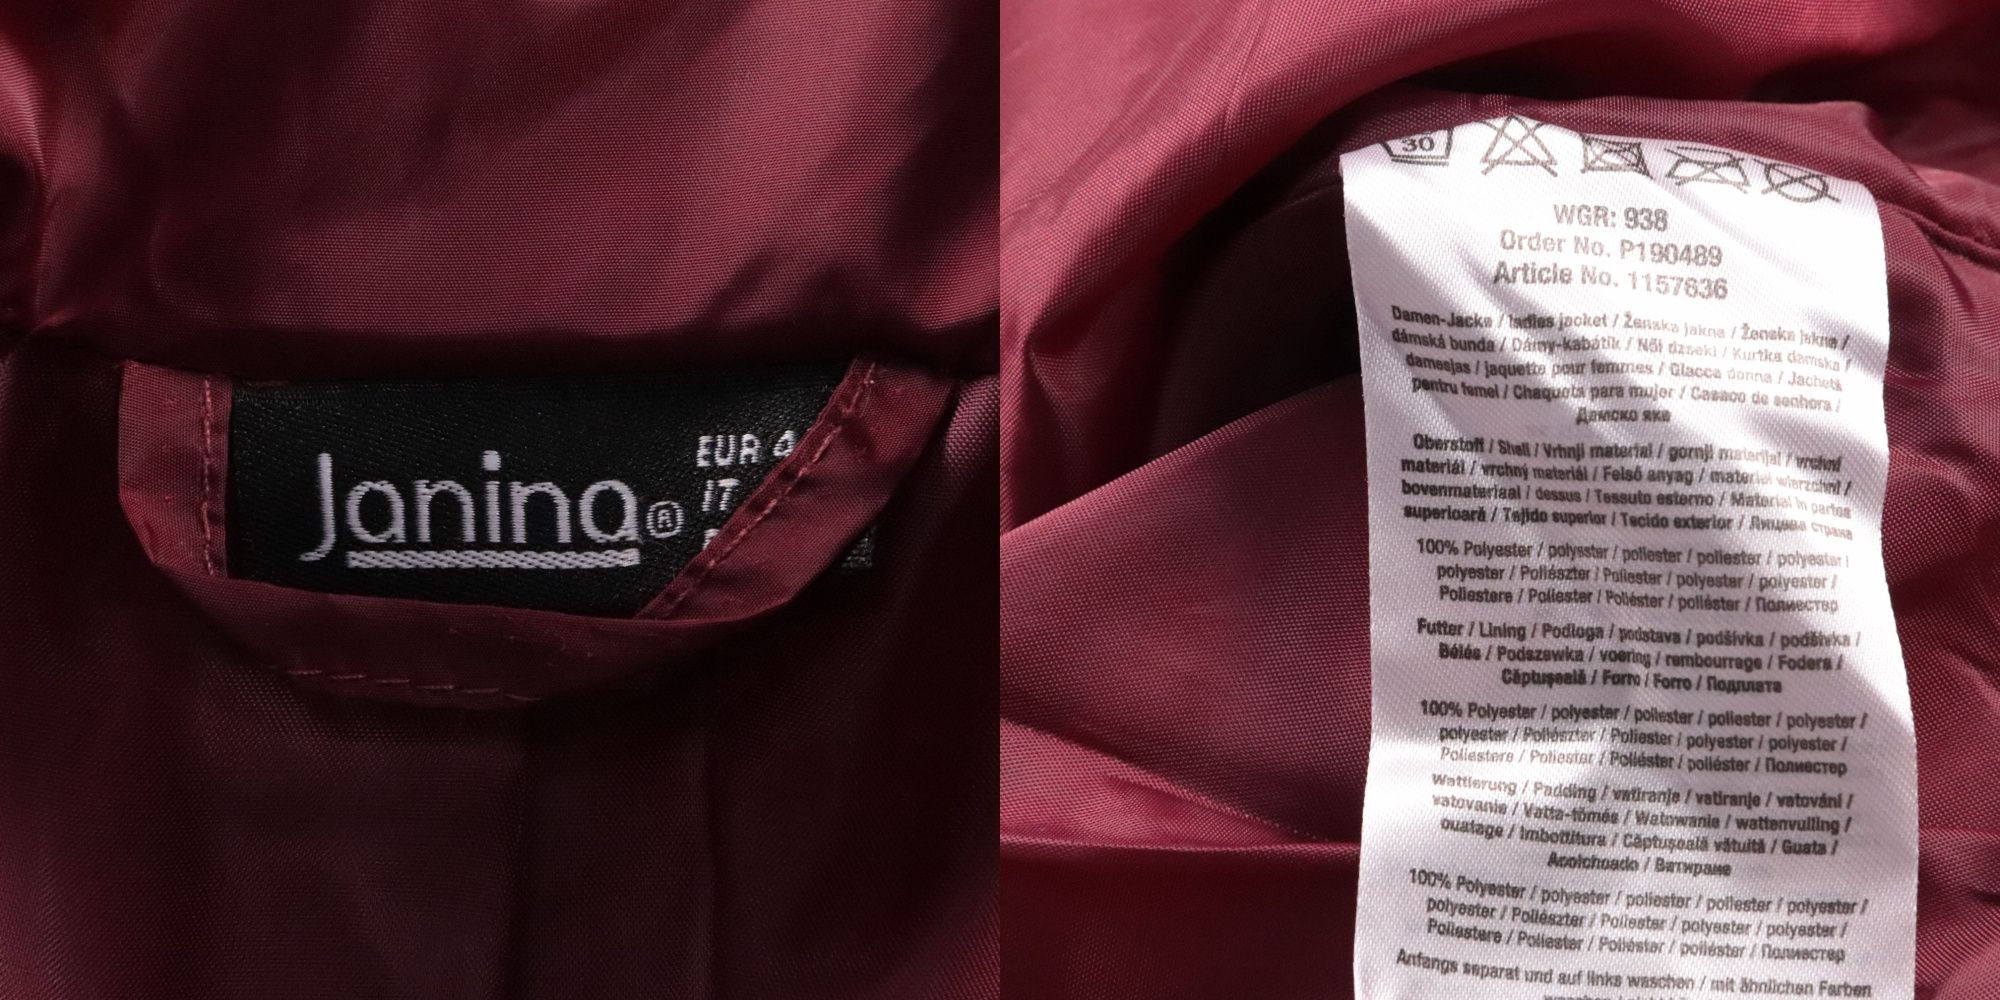 Janina®
EUR 4
IT
30
WGR: 938
Order No. P190489
Article No. 1157836
Damen-Jacke / ladies jacket / Ženska jakna / Ženska jakna /
dámská bunda / Dámy-kabátik / Női dzseki / Kurtka damska /
damesjas / jaquette pour femmes / Giacca donna / Jachetă
pentru femei / Chaqueta para mujer / Casaco de senhora /
Дамско яке
Oberstoff / Shell / Vrhnji material / gornji materijal / vrchní
materiál / vrchný materiál / Felső anyag / materiał wierzchni /
bovenmateriaal / dessus / Tessuto esterno / Material în partea
superioară / Tejido superior / Tecido exterior / Лицева страна
100% Polyester / polyester / poliester / poliester / polyester /
polyester / Poliészter / Poliester / polyester / polyester /
Poliestere / Poliester / Poliéster / poliéster / Полиестер
Futter / Lining / Podloga / podstava / podšívka / podšívka /
Bélés / Podszewka / voering / rembourrage / Fodera /
Căptușeală / Forro / Forro / Подплата
100% Polyester / polyester / poliester / poliester / polyester /
polyester / Poliészter / Poliester / polyester / polyester /
Poliestere / Poliester / Poliéster / poliéster / Полиестер
Wattierung / Padding / vatiranje / vatiranje / vatování /
vatovanie / Vatta-tömés / Watowanie / wattenvulling /
ouatage / Imbottitura / Căptușeală vătuită / Guata /
Acolchoado / Ватиране
100% Polyester / polyester / poliester / poliester / polyester /
polyester / Poliészter / Poliester / polyester / polyester /
Poliestere / Poliester / Poliéster / poliéster / Полиестер
Anfangs separat und auf links waschen / mit ähnlichen Farben